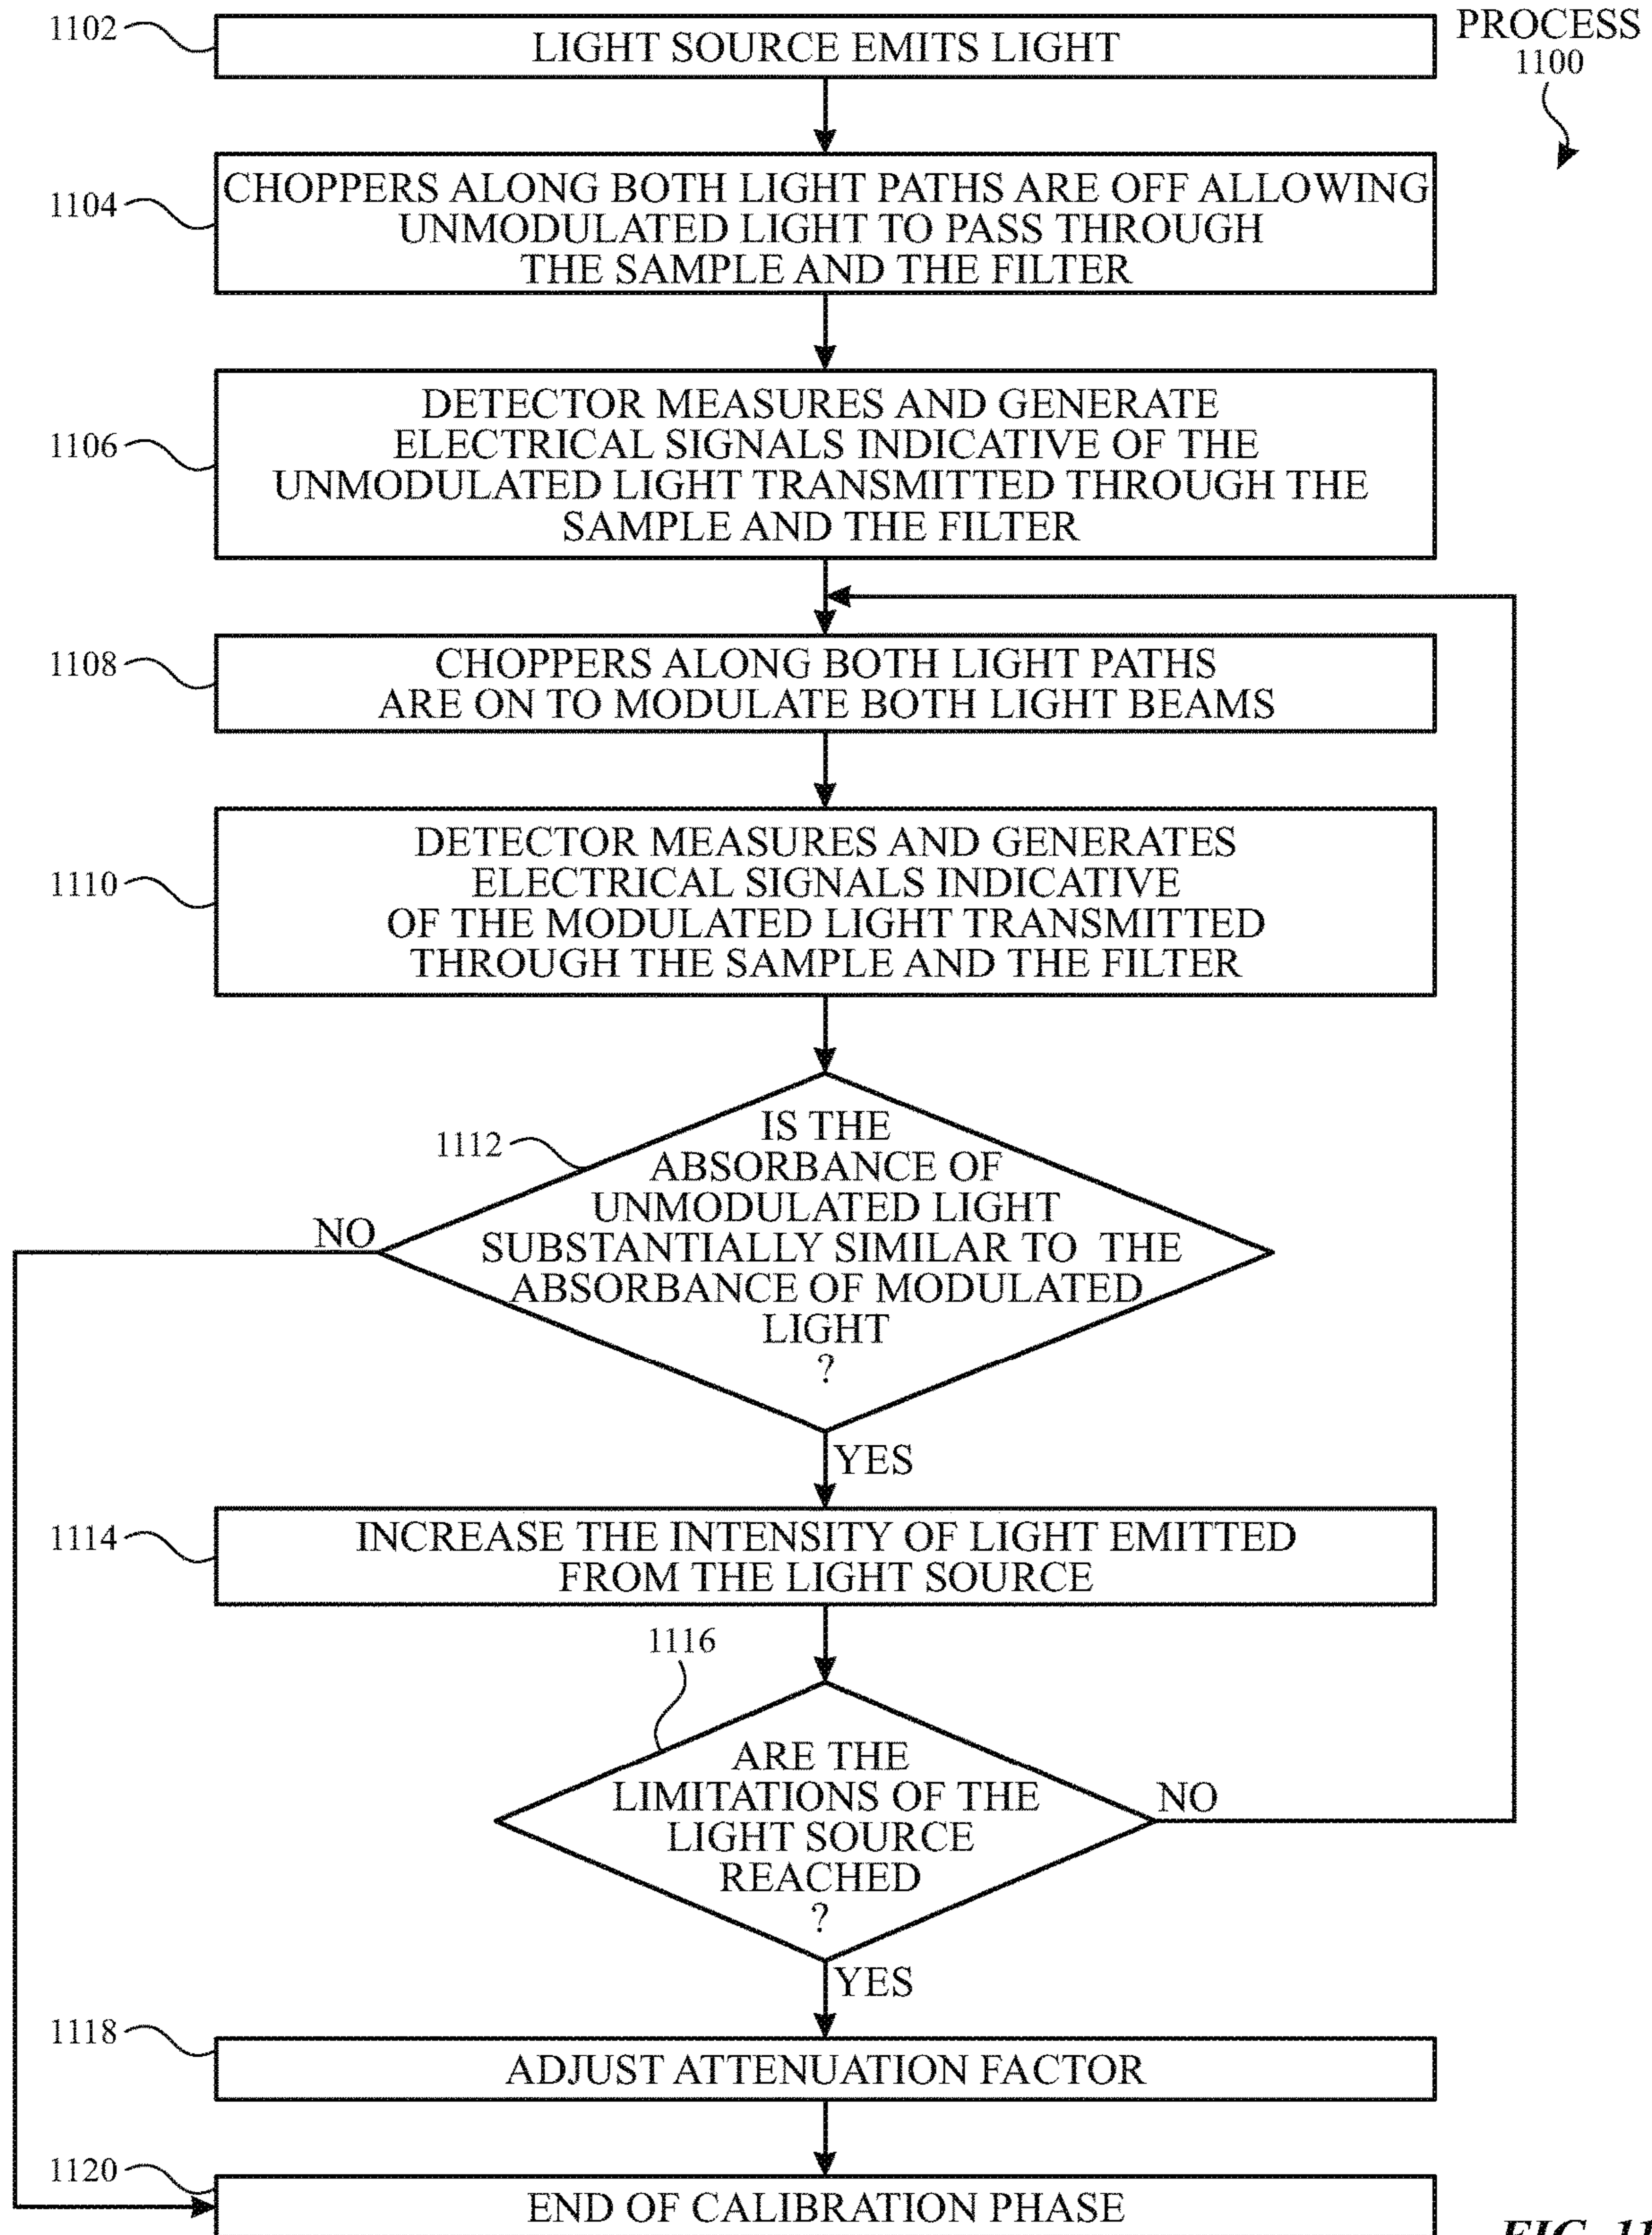 PROCESS
1100
1102
LIGHT SOURCE EMITS LIGHT
1104
CHOPPERS ALONG BOTH LIGHT PATHS ARE OFF ALLOWING
UNMODULATED LIGHT TO PASS THROUGH
THE SAMPLE AND THE FILTER
1106
DETECTOR MEASURES AND GENERATE
ELECTRICAL SIGNALS INDICATIVE OF THE
UNMODULATED LIGHT TRANSMITTED THROUGH THE
SAMPLE AND THE FILTER
1108
CHOPPERS ALONG BOTH LIGHT PATHS
ARE ON TO MODULATE BOTH LIGHT BEAMS
1110
DETECTOR MEASURES AND GENERATES
ELECTRICAL SIGNALS INDICATIVE
OF THE MODULATED LIGHT TRANSMITTED
THROUGH THE SAMPLE AND THE FILTER
1112
IS THE
ABSORBANCE OF
UNMODULATED LIGHT
SUBSTANTIALLY SIMILAR TO THE
ABSORBANCE OF MODULATED
LIGHT
?
NO
YES
1114
INCREASE THE INTENSITY OF LIGHT EMITTED
FROM THE LIGHT SOURCE
1116
ARE THE
LIMITATIONS OF THE
LIGHT SOURCE
REACHED
?
NO
YES
1118
ADJUST ATTENUATION FACTOR
1120
END OF CALIBRATION PHASE
FIG. 11